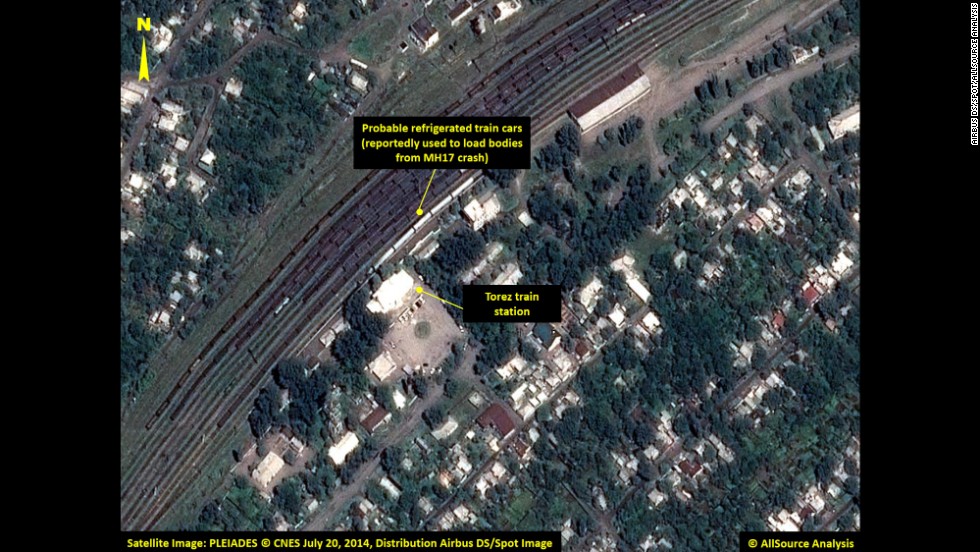 N
Probable refrigerated train cars
(reportedly used to load bodies
from MH17 crash)
Torez train
station
Satellite Image: PLEIADES © CNES July 20, 2014, Distribution Airbus DS/Spot Image
© AllSource Analysis
AIRBUS DS/SPOT/ALLSOURCE ANALYSIS